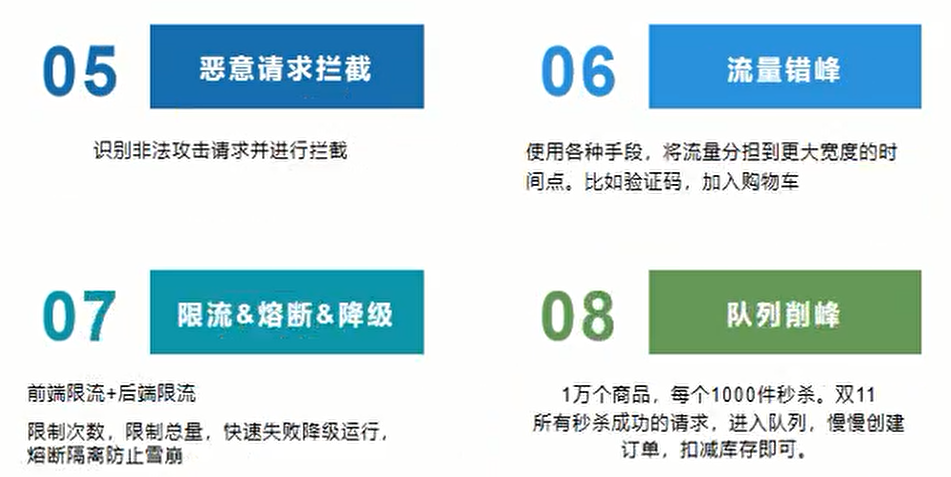 05
恶意请求拦截
识别非法攻击请求并进行拦截
06
流量错峰
使用各种手段，将流量分担到更大宽度的时
间点。比如验证码，加入购物车
07
限流&熔断&降级
前端限流+后端限流
限制次数，限制总量，快速失败降级运行，
熔断隔离防止雪崩
08
队列削峰
1万个商品，每个1000件秒杀。双11
所有秒杀成功的请求，进入队列，慢慢创建
订单，扣减库存即可。